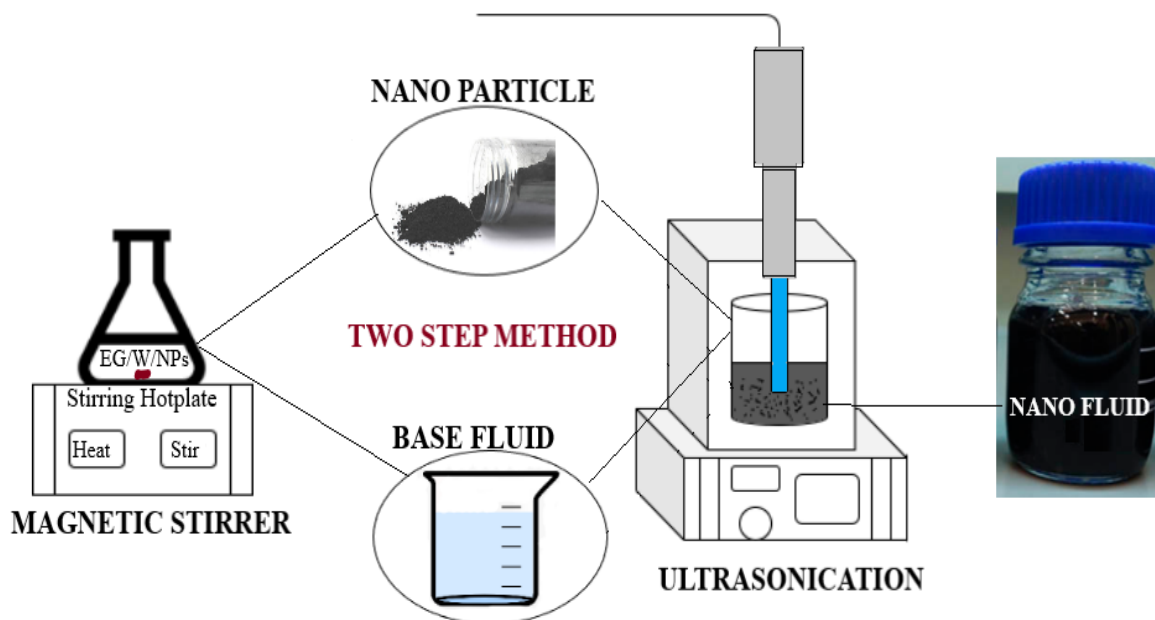 NANO PARTICLE
TWO STEP METHOD
EG/W/NPs
Stirring Hotplate
Heat
Stir
MAGNETIC STIRRER
BASE FLUID
ULTRASONICATION
NANO FLUID